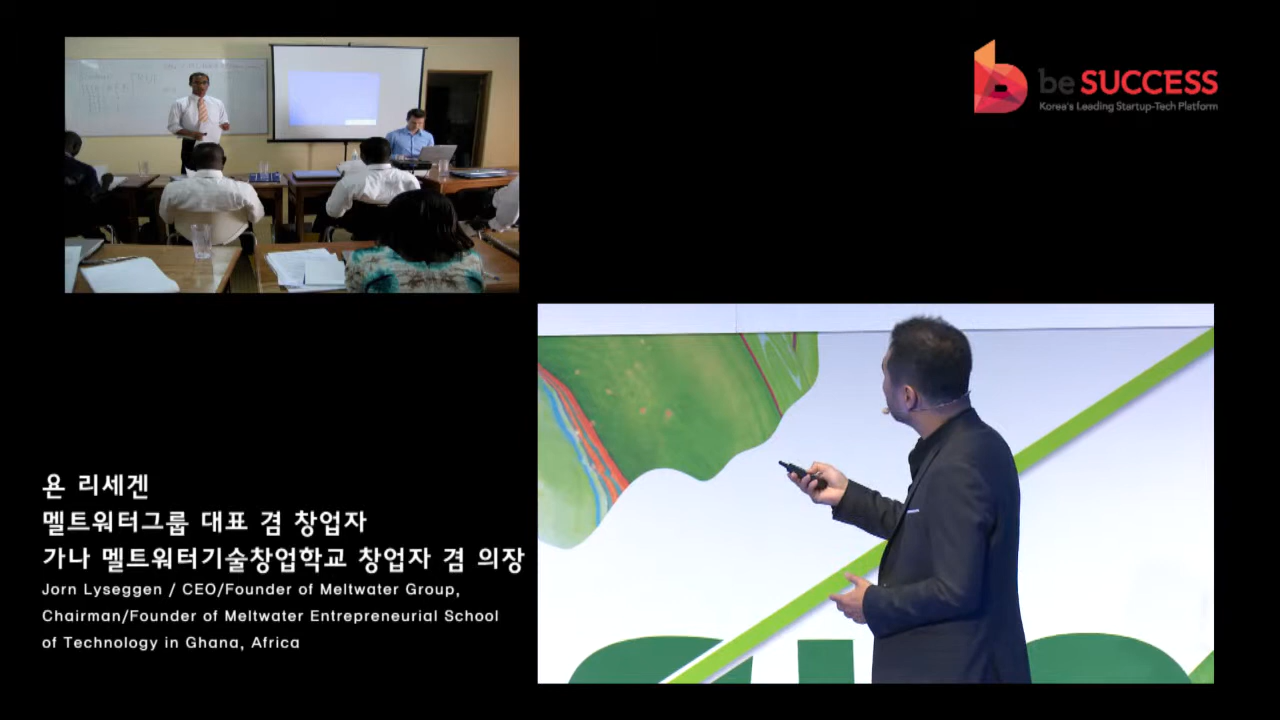 be SUCCESS
Korea's Leading Startup-Tech Platform
욘 리세겐
멜트워터그룹 대표 겸 창업자
가나 멜트워터기술창업학교 창업자 겸 의장
Jorn Lyseggen / CEO/Founder of Meltwater Group,
Chairman/Founder of Meltwater Entrepreneurial School
of Technology in Ghana, Africa